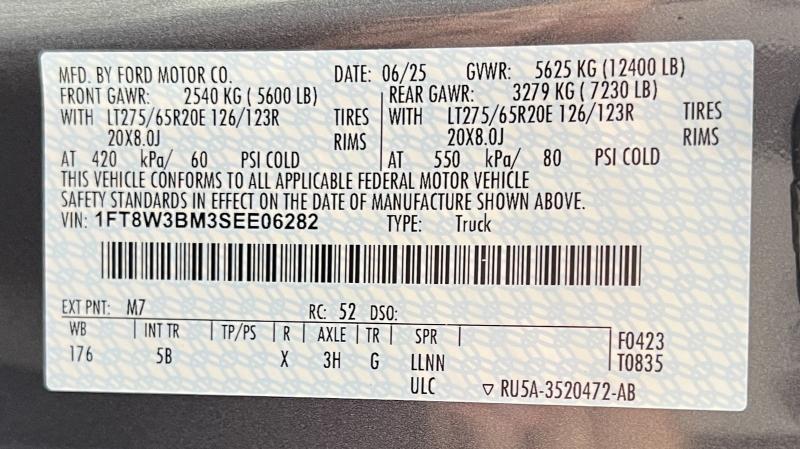 MFD. BY FORD MOTOR CO. DATE: 06/25 GVWR: 5625 KG (12400 LB)
FRONT GAWR: 2540 KG ( 5600 LB) REAR GAWR: 3279 KG ( 7230 LB)
WITH LT275/65R20E 126/123R TIRES WITH LT275/65R20E 126/123R TIRES
20X8.0J RIMS 20X8.0J RIMS
AT 420 kPa/ 60 PSI COLD AT 550 kPa/ 80 PSI COLD
THIS VEHICLE CONFORMS TO ALL APPLICABLE FEDERAL MOTOR VEHICLE
SAFETY STANDARDS IN EFFECT ON THE DATE OF MANUFACTURE SHOWN ABOVE.
VIN: 1FT8W3BM3SEE06282 TYPE: Truck
EXT PNT: M7 RC: 52 DSO:
WB INT TR TP/PS R AXLE TR SPR F0423
176 5B X 3H G LLNN T0835
ULC ▽ RU5A-3520472-AB